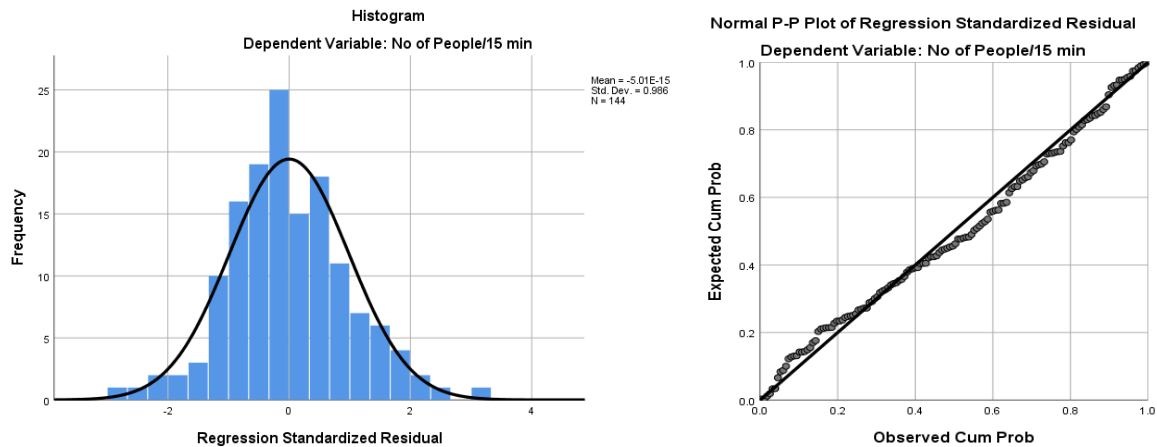 Histogram
Dependent Variable: No of People/15 min
Mean = -5.01E-15
Std. Dev. = 0.986
N = 144
Frequency
25
20
15
10
5
0
-2
0
2
4
Regression Standardized Residual
Normal P-P Plot of Regression Standardized Residual
Dependent Variable: No of People/15 min
Expected Cum Prob
1.0
0.8
0.6
0.4
0.2
0.0
0.0
0.2
0.4
0.6
0.8
1.0
Observed Cum Prob